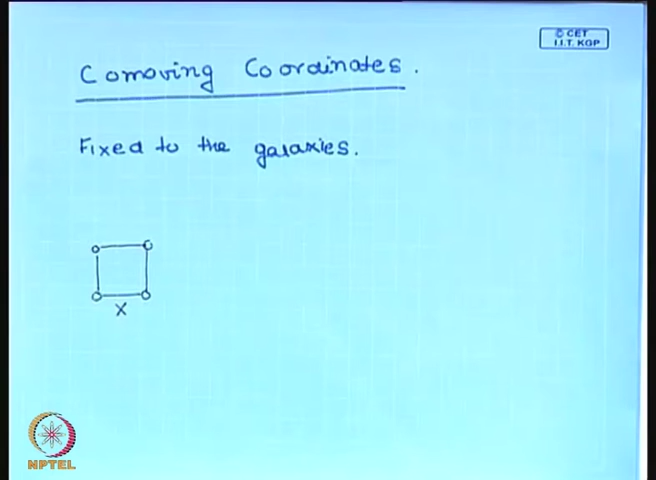 © CET
I.I.T. KGP
Comoving Coordinates.
Fixed to the galaxies.
X
NPTEL